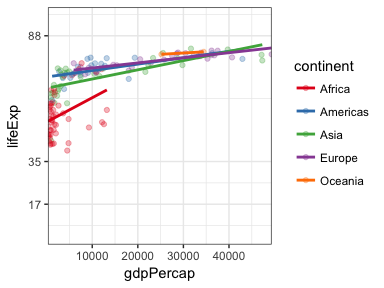 88
35
17
lifeExp
10000 20000 30000 40000
gdpPercap
continent
Africa
Americas
Asia
Europe
Oceania